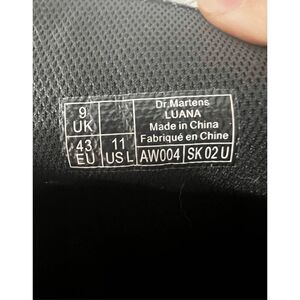 9
UK
Dr.Martens
LUANA
Made in China
Fabriqué en Chine
43
EU
11
US L
AW004
SK 02 U